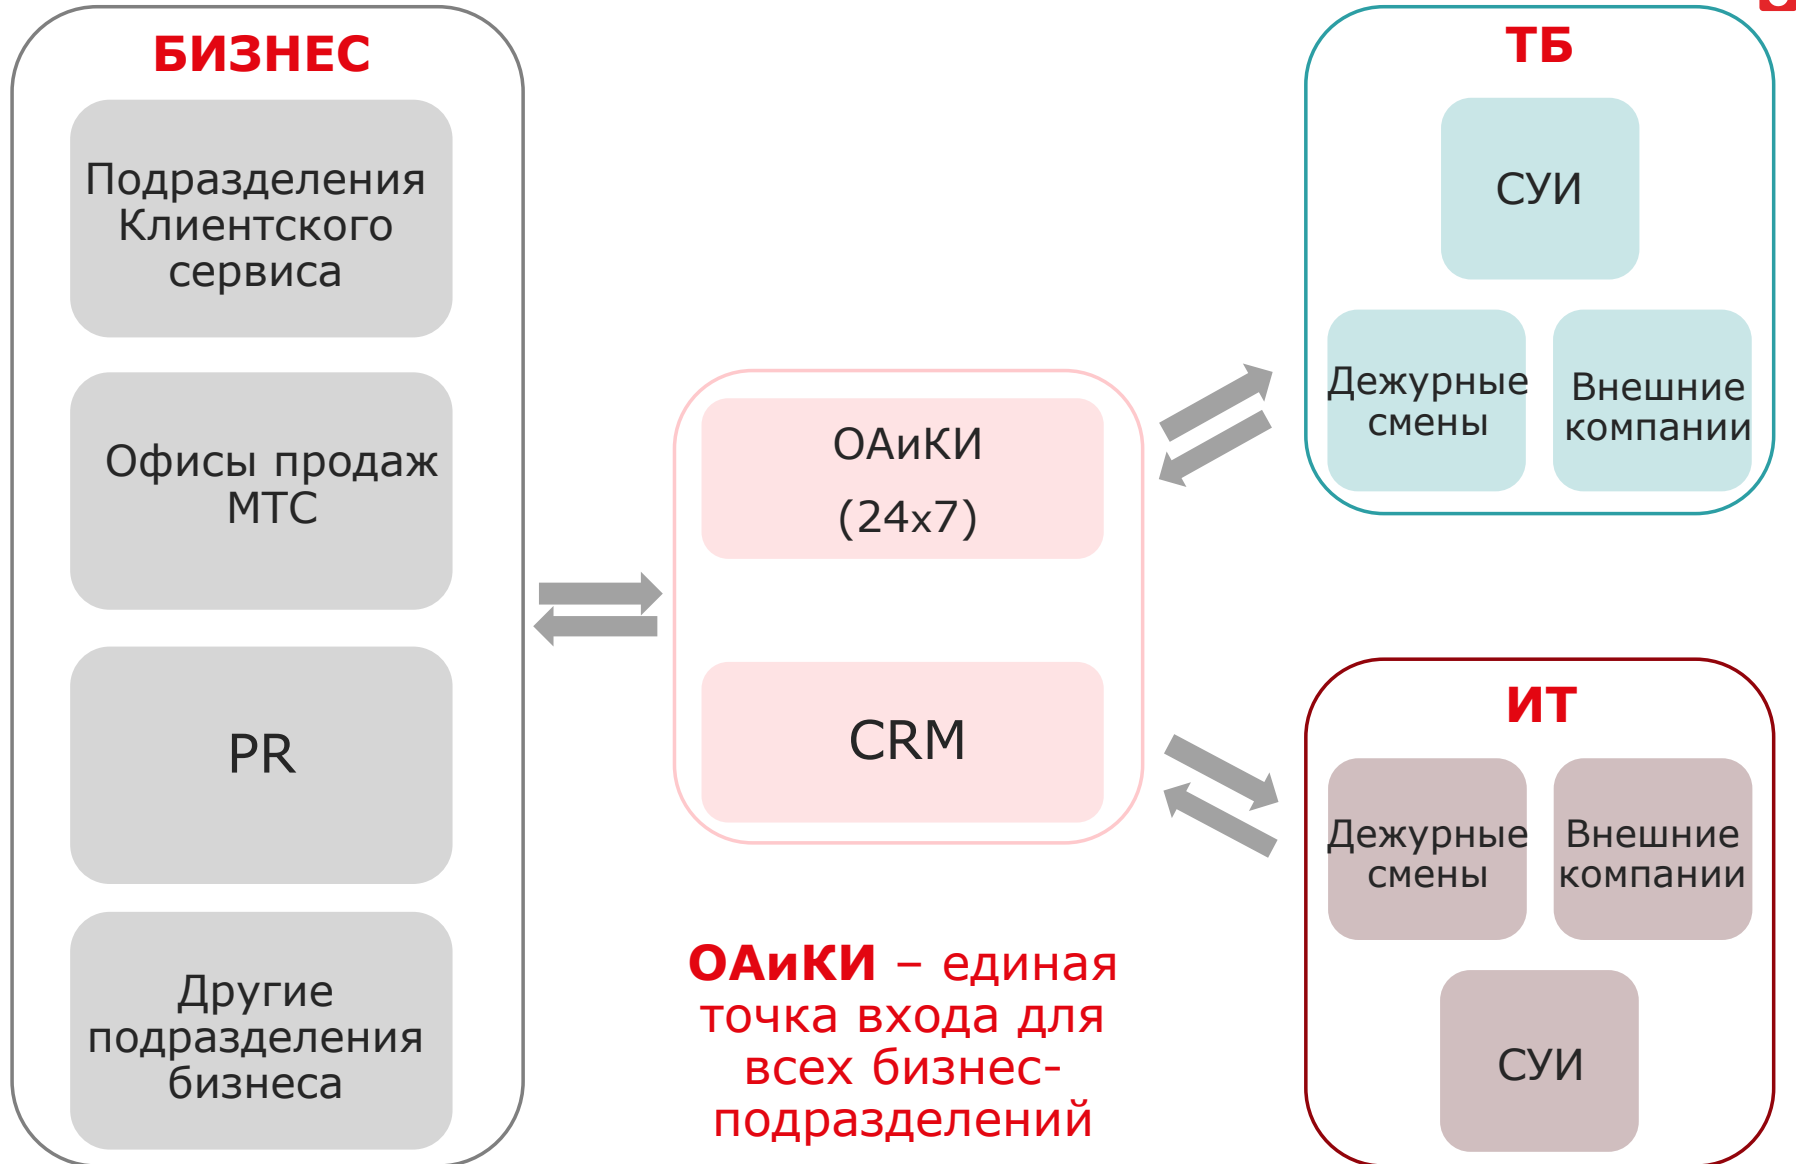 БИЗНЕС
Подразделения
Клиентского
сервиса
Офисы продаж
МТС
PR
Другие
подразделения
бизнеса
ОАиКИ
(24х7)
CRM
ОАиКИ – единая
точка входа для
всех бизнес-
подразделений
ТБ
СУИ
Дежурные
смены
Внешние
компании
ИТ
Дежурные
смены
Внешние
компании
СУИ